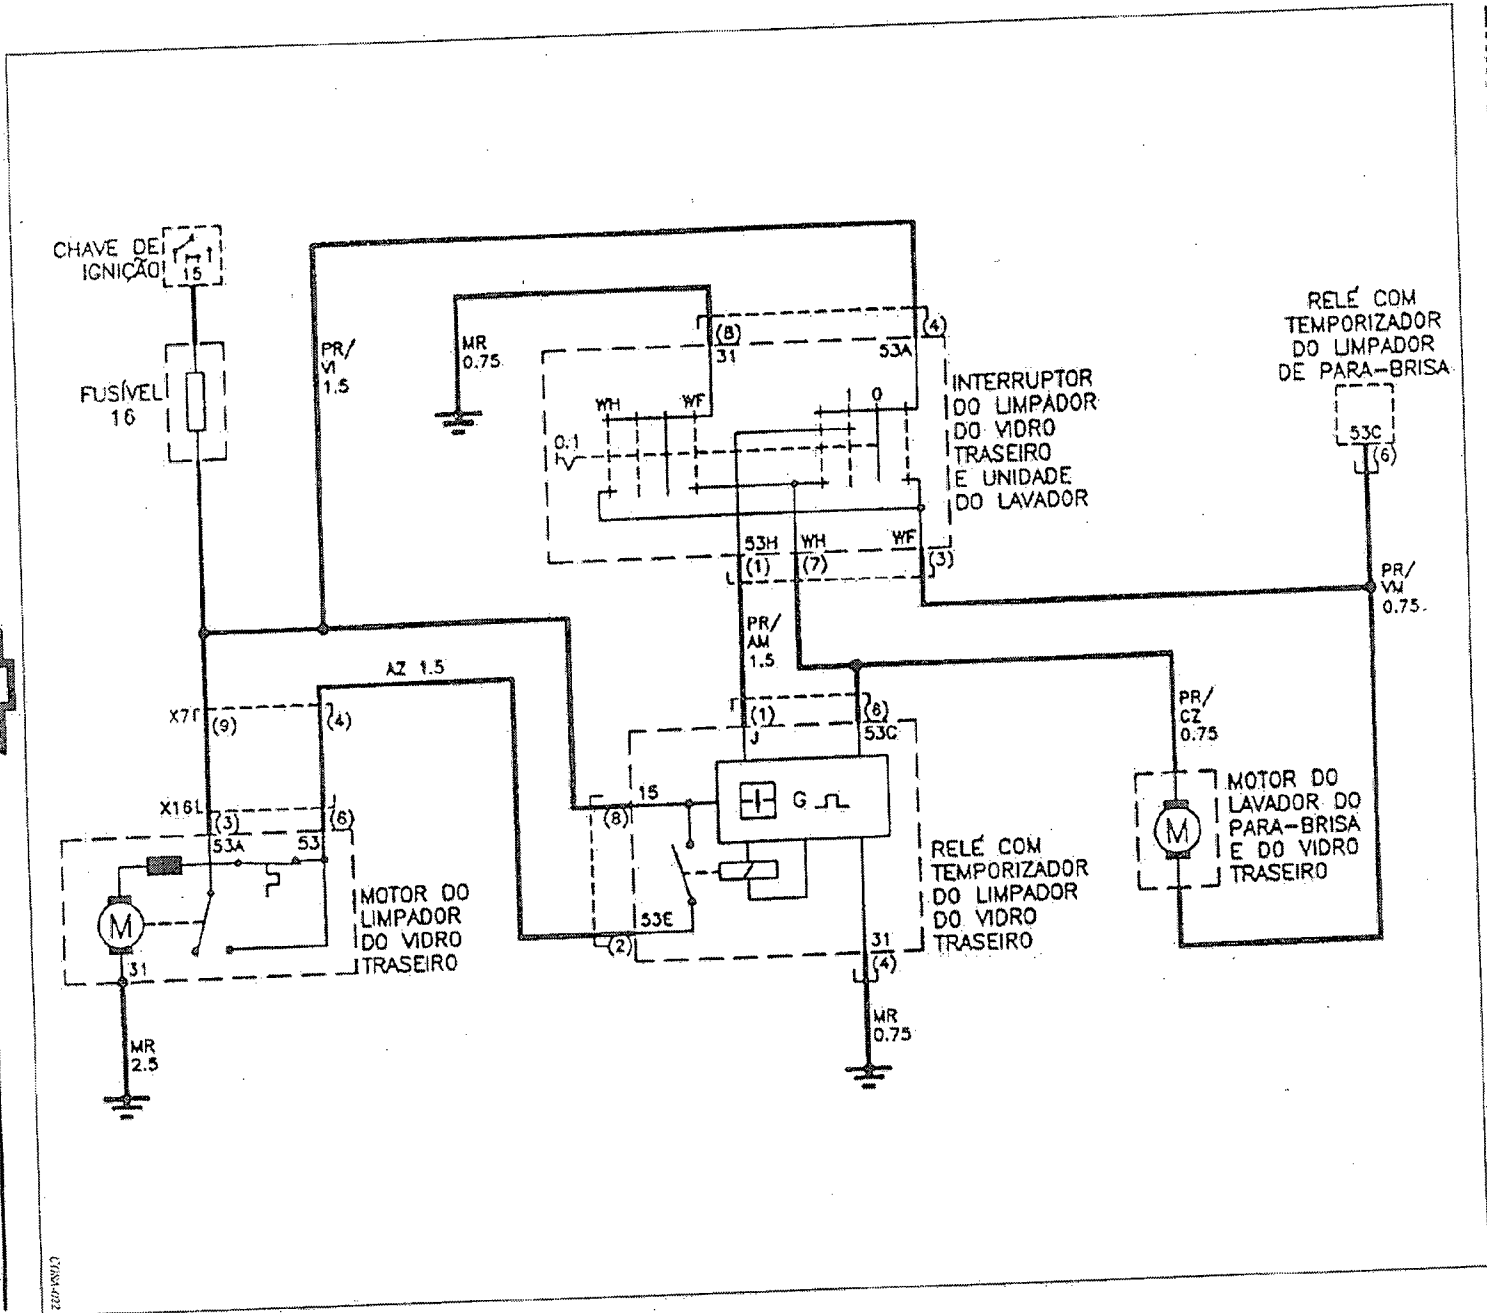 CHAVE DE
IGNIÇÃO
15
FUSÍVEL
16
PR/
VI
1.5
MR
0.75
(8)
31
(4)
53A
WH
WF
0
0.1
INTERRUPTOR
DO LIMPADOR
DO VIDRO
TRASEIRO
E UNIDADE
DO LAVADOR
53H
(1)
WH
(7)
WF
(3)
RELÉ COM
TEMPORIZADOR
DO LIMPADOR
DE PARA-BRISA
53C
(6)
PR/
VM
0.75
PR/
AM
1.5
AZ 1.5
X7
(9)
(4)
X16
(3)
(6)
53A
53
M
31
MOTOR DO
LIMPADOR
DO VIDRO
TRASEIRO
MR
2.5
(1)
J
(6)
53C
15
(8)
G
53E
(2)
31
(4)
RELÉ COM
TEMPORIZADOR
DO LIMPADOR
DO VIDRO
TRASEIRO
MR
0.75
PR/
CZ
0.75
M
MOTOR DO
LAVADOR DO
PARA-BRISA
E DO VIDRO
TRASEIRO